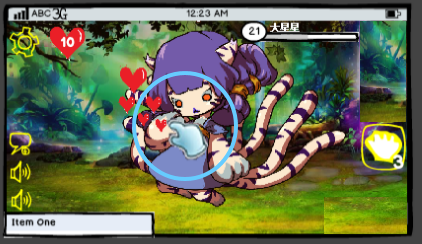 ABC 3G
12:23 AM
21 大星星
10
3
Item One